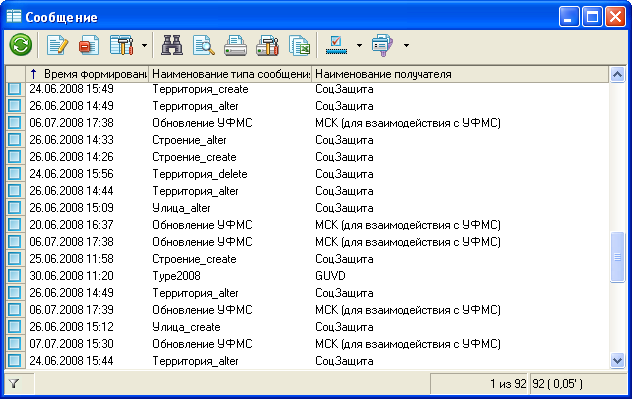 Сообщение
↑ Время формировани Наименование типа сообщения Наименование получателя
24.06.2008 15:49 Территория_create СоцЗащита
26.06.2008 14:49 Территория_alter СоцЗащита
06.07.2008 17:38 Обновление УФМС МСК (для взаимодействия с УФМС)
26.06.2008 14:33 Строение_alter СоцЗащита
26.06.2008 14:26 Строение_create СоцЗащита
24.06.2008 15:56 Территория_delete СоцЗащита
26.06.2008 14:44 Территория_alter СоцЗащита
26.06.2008 15:09 Улица_alter СоцЗащита
20.06.2008 16:37 Обновление УФМС МСК (для взаимодействия с УФМС)
06.07.2008 17:38 Обновление УФМС МСК (для взаимодействия с УФМС)
25.06.2008 11:58 Строение_create СоцЗащита
30.06.2008 11:20 Type2008 GUVD
26.06.2008 14:49 Территория_alter СоцЗащита
06.07.2008 17:39 Обновление УФМС МСК (для взаимодействия с УФМС)
26.06.2008 15:12 Улица_create СоцЗащита
07.07.2008 15:30 Обновление УФМС МСК (для взаимодействия с УФМС)
24.06.2008 15:44 Территория_alter СоцЗащита
1 из 92 92 ( 0,05' )